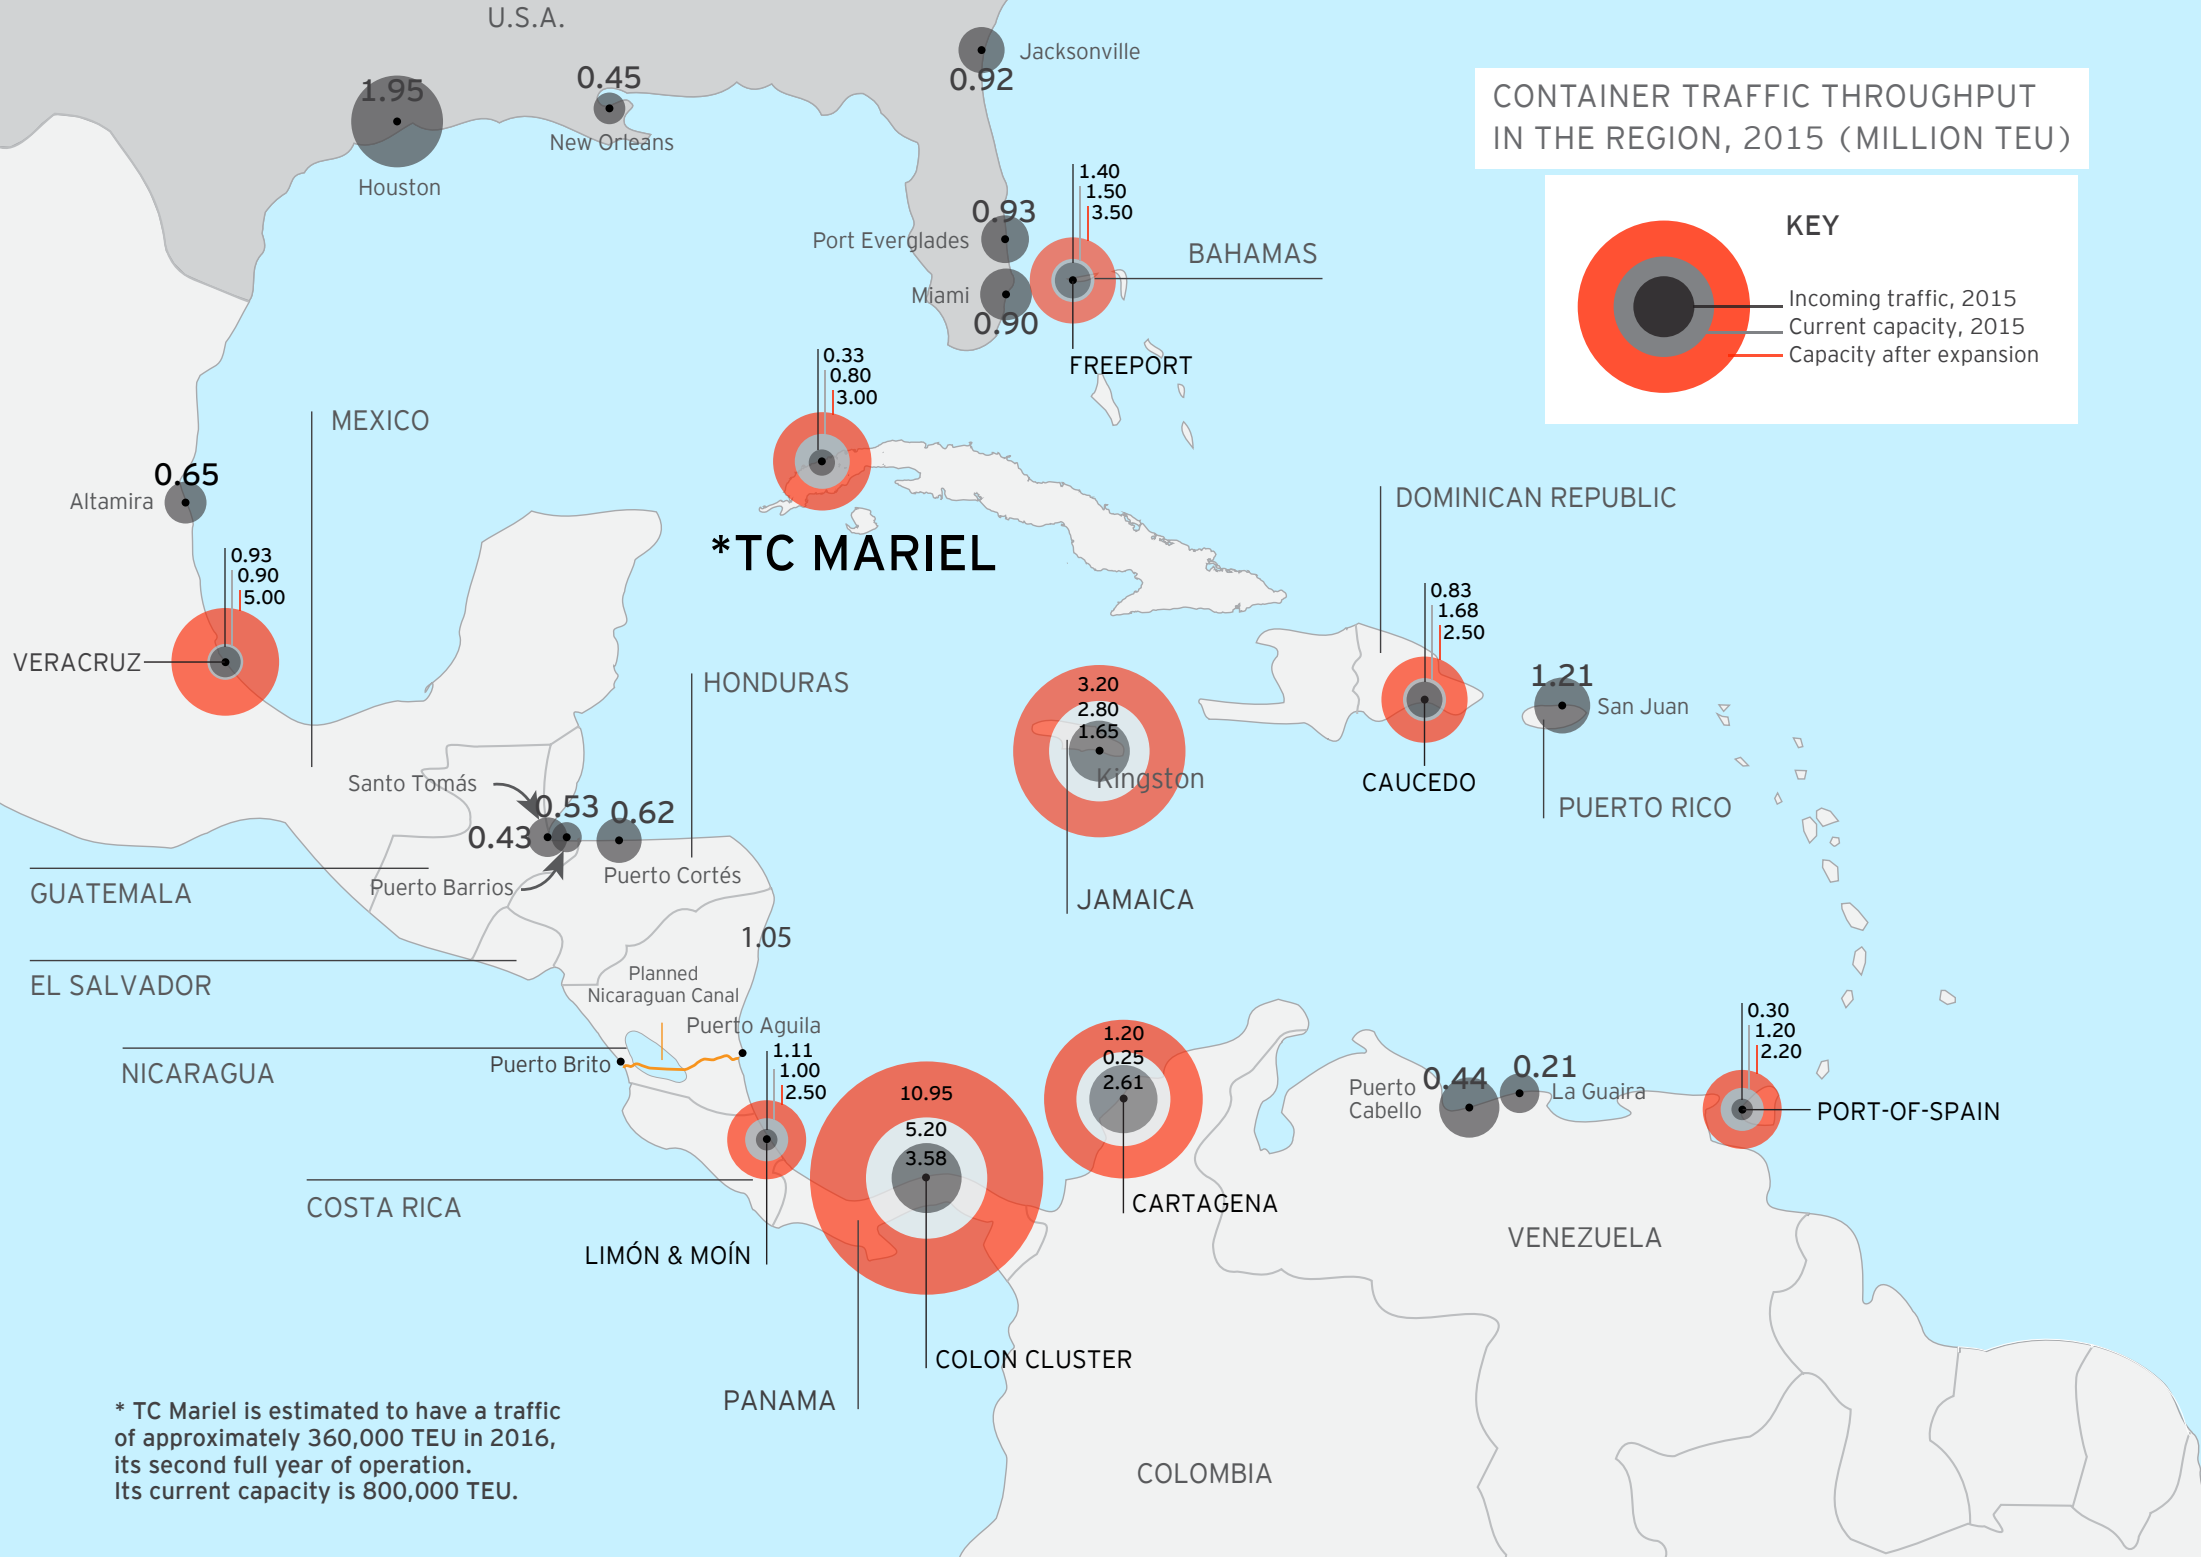 U.S.A.
Jacksonville
0.92
1.95
Houston
0.45
New Orleans
CONTAINER TRAFFIC THROUGHPUT
IN THE REGION, 2015 (MILLION TEU)
KEY
Incoming traffic, 2015
Current capacity, 2015
Capacity after expansion
0.93
Port Everglades
Miami
0.90
1.40
1.50
3.50
BAHAMAS
FREEPORT
0.33
0.80
3.00
*TC MARIEL
MEXICO
0.65
Altamira
0.93
0.90
5.00
VERACRUZ
DOMINICAN REPUBLIC
0.83
1.68
2.50
CAUCEDO
1.21
San Juan
PUERTO RICO
HONDURAS
3.20
2.80
1.65
Kingston
JAMAICA
Santo Tomás
0.53
0.62
0.43
Puerto Barrios
Puerto Cortés
GUATEMALA
EL SALVADOR
1.05
Planned
Nicaraguan Canal
Puerto Aguila
Puerto Brito
NICARAGUA
1.11
1.00
2.50
COSTA RICA
LIMÓN & MOÍN
10.95
5.20
3.58
COLON CLUSTER
PANAMA
1.20
0.25
2.61
CARTAGENA
Puerto
Cabello
0.44
0.21
La Guaira
0.30
1.20
2.20
PORT-OF-SPAIN
VENEZUELA
COLOMBIA
* TC Mariel is estimated to have a traffic
of approximately 360,000 TEU in 2016,
its second full year of operation.
Its current capacity is 800,000 TEU.